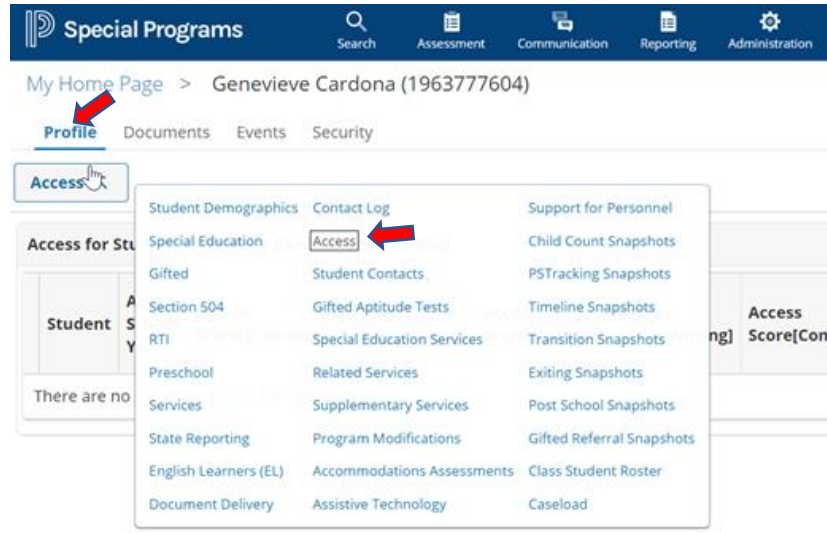 Special Programs
Search Assessment Communication Reporting Administration
My Home Page > Genevieve Cardona (1963777604)
Profile Documents Events Security
Access
Student Demographics Contact Log Support for Personnel
Access for Stu Special Education Access Child Count Snapshots
Gifted Student Contacts PSTracking Snapshots
Section 504 Gifted Aptitude Tests Timeline Snapshots Access
Student RTI Special Education Services Transition Snapshots ng] Score[Con
Preschool Related Services Exiting Snapshots
There are no Services Supplementary Services Post School Snapshots
State Reporting Program Modifications Gifted Referral Snapshots
English Learners (EL) Accommodations Assessments Class Student Roster
Document Delivery Assistive Technology Caseload